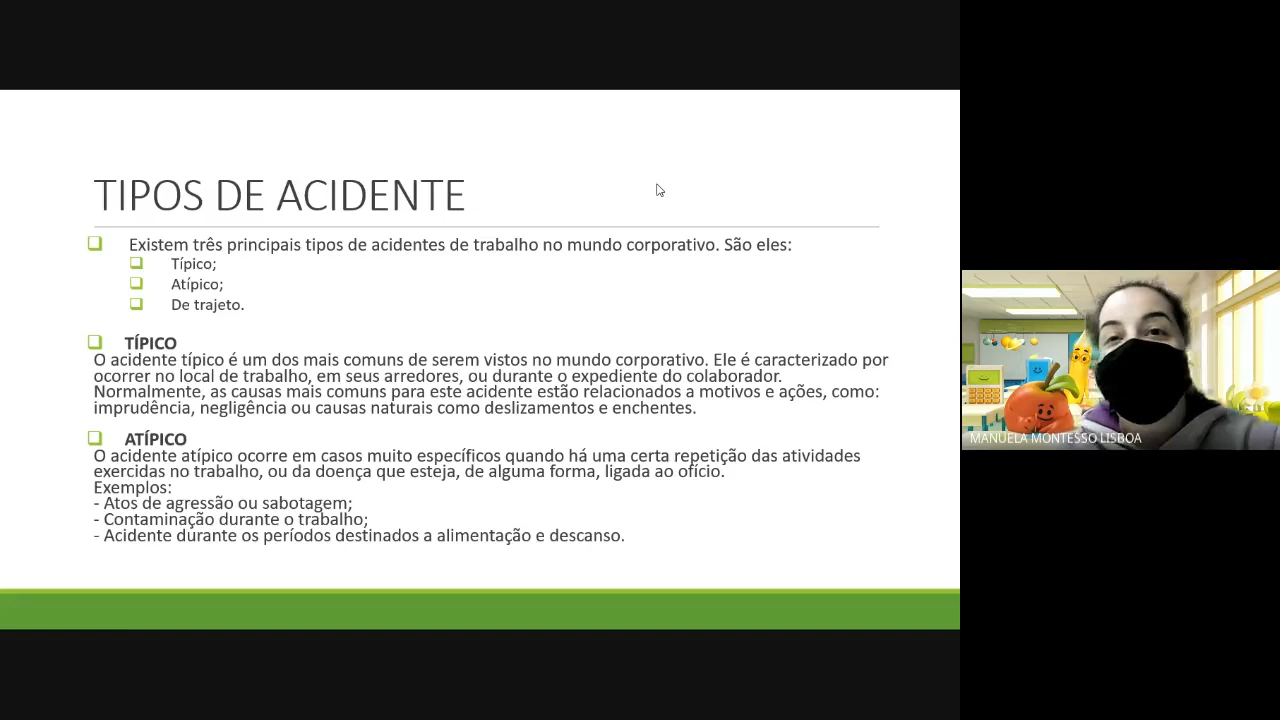 TIPOS DE ACIDENTE
Existem três principais tipos de acidentes de trabalho no mundo corporativo. São eles:
Típico;
Atípico;
De trajeto.
TÍPICO
O acidente típico é um dos mais comuns de serem vistos no mundo corporativo. Ele é caracterizado por
ocorrer no local de trabalho, em seus arredores, ou durante o expediente do colaborador.
Normalmente, as causas mais comuns para este acidente estão relacionados a motivos e ações, como:
imprudência, negligência ou causas naturais como deslizamentos e enchentes.
ATÍPICO
O acidente atípico ocorre em casos muito específicos quando há uma certa repetição das atividades
exercidas no trabalho, ou da doença que esteja, de alguma forma, ligada ao ofício.
Exemplos:
- Atos de agressão ou sabotagem;
- Contaminação durante o trabalho;
- Acidente durante os períodos destinados a alimentação e descanso.
MANUELA MONTESSO LISBOA